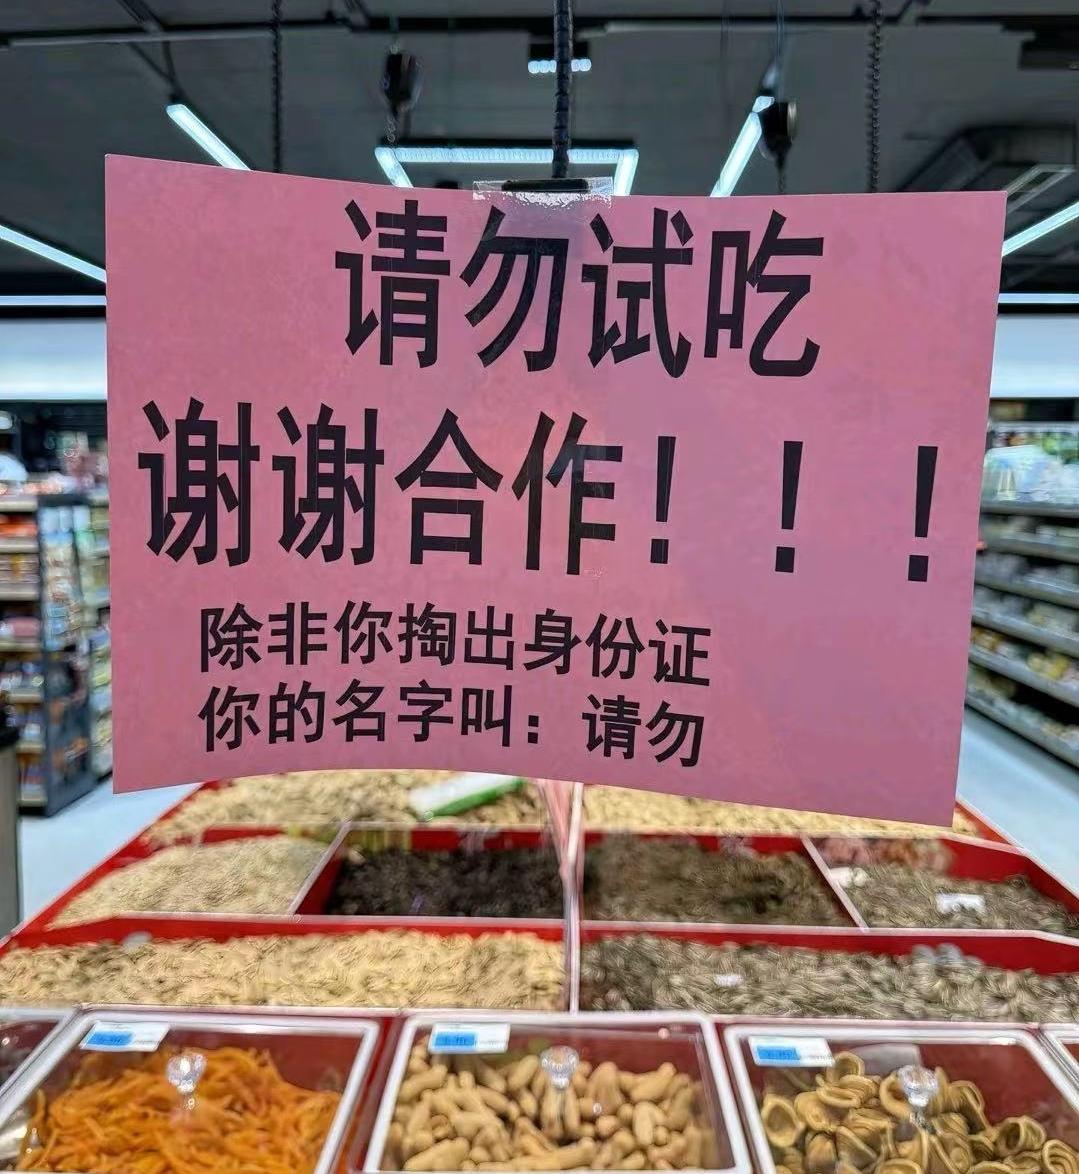 请勿试吃
谢谢合作！！！
除非你掏出身份证
你的名字叫：请勿